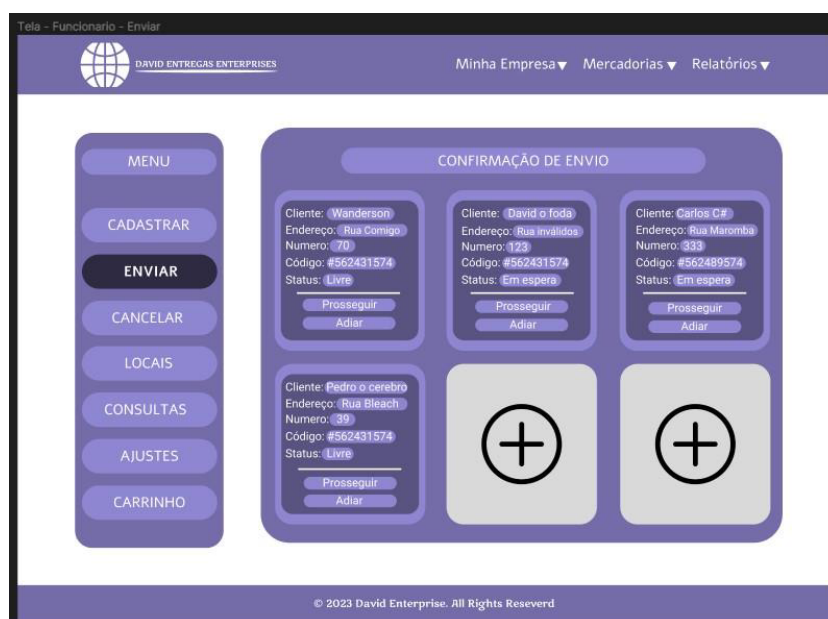 Tela - Funcionario - Enviar
DAVID ENTREGAS ENTERPRISES
Minha Empresa Mercadorias Relatórios
MENU
CADASTRAR
ENVIAR
CANCELAR
LOCAIS
CONSULTAS
AJUSTES
CARRINHO
CONFIRMAÇÃO DE ENVIO
Cliente: Wanderson
Endereço: Rua Comigo
Numero: 70
Código: #562431574
Status: Livre
Prosseguir
Adiar
Cliente: David o foda
Endereço: Rua inválidos
Numero: 123
Código: #562431574
Status: Em espera
Prosseguir
Adiar
Cliente: Carlos C#
Endereço: Rua Maromba
Numero: 333
Código: #562489574
Status: Em espera
Prosseguir
Adiar
Cliente: Pedro o cerebro
Endereço: Rua Bleach
Numero: 39
Código: #562431574
Status: Livre
Prosseguir
Adiar
© 2023 David Enterprise. All Rights Reseverd